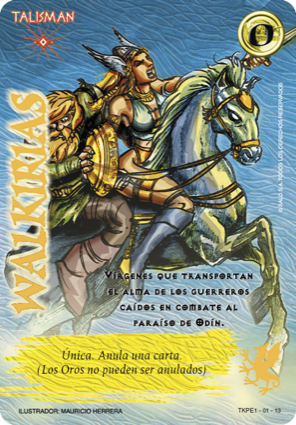 TALISMAN
0
WALKIRIAS
VÍRGENES QUE TRANSPORTAN
EL ALMA DE LOS GUERREROS
CAÍDOS EN COMBATE AL
PARAÍSO DE ODÍN.
Única. Anula una carta
(Los Oros no pueden ser anulados)
ILUSTRADOR: MAURICIO HERRERA
TKPE1 - 01 - 13